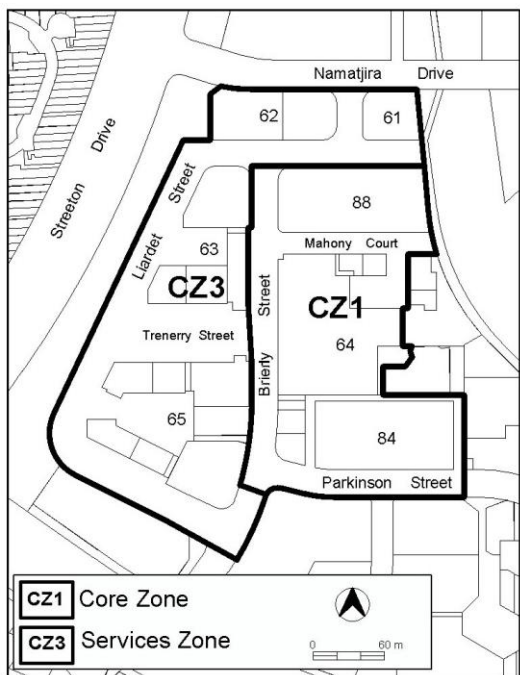 Namatjira Drive
62
61
Streeton Drive
Liardet Street
88
63
Mahony Court
CZ3
CZ1
Trenerry Street
Brierly Street
64
65
84
Parkinson Street
CZ1 Core Zone
CZ3 Services Zone
0 60 m